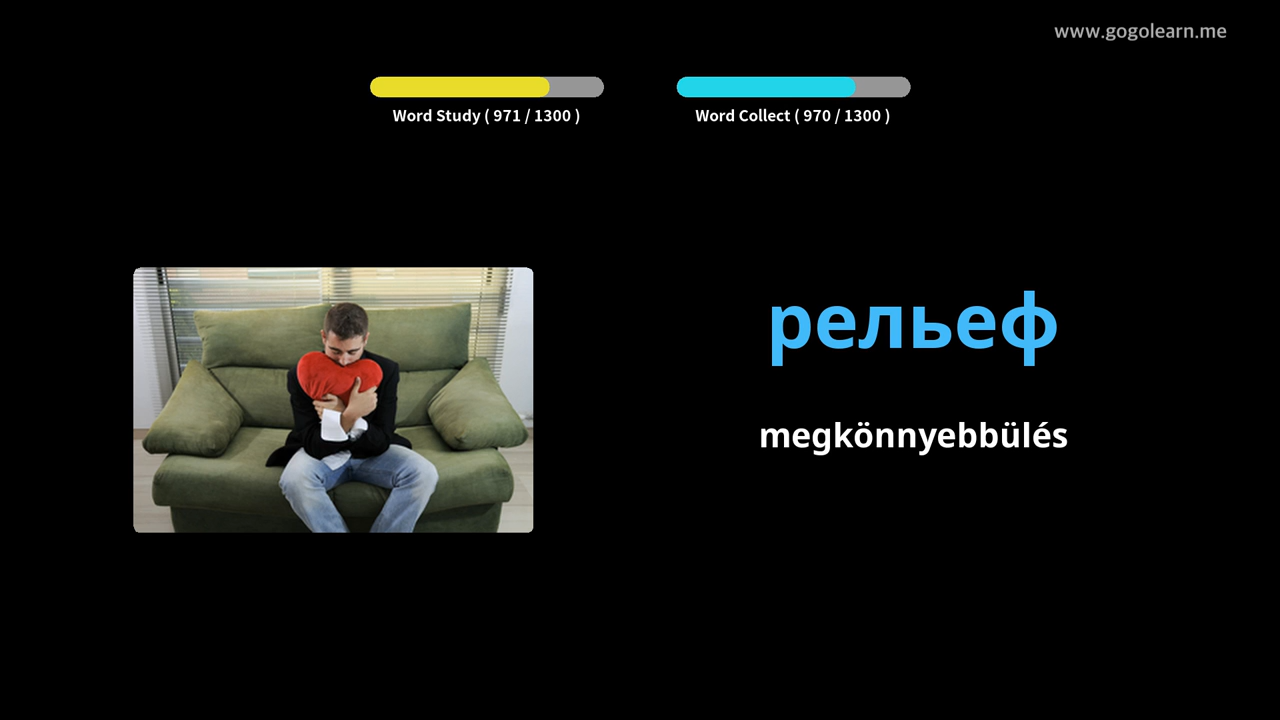 www.gogolearn.me
Word Study ( 971 / 1300 )
Word Collect ( 970 / 1300 )
рельеф
megkönnyebbülés